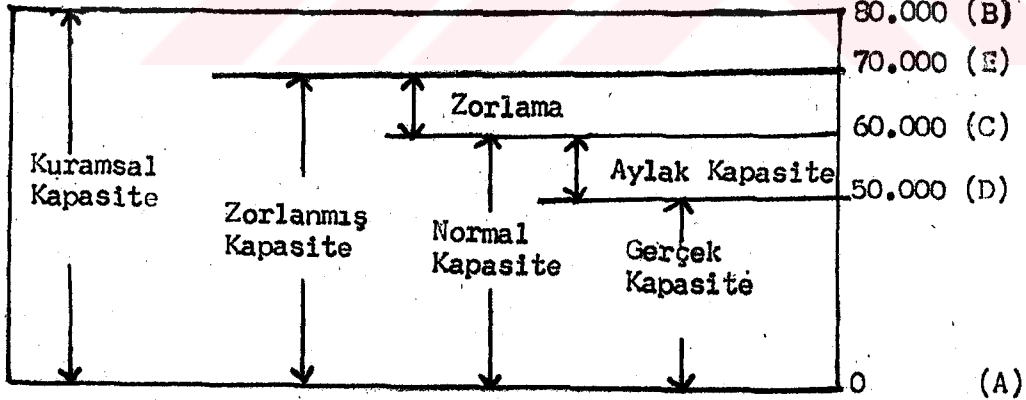 80.000 (B)
70.000 (E)
Zorlama
60.000 (C)
Kuramsal
Kapasite
Aylak Kapasite
50.000 (D)
Zorlanmış
Kapasite
Normal
Kapasite
Gerçek
Kapasite
0 (A)